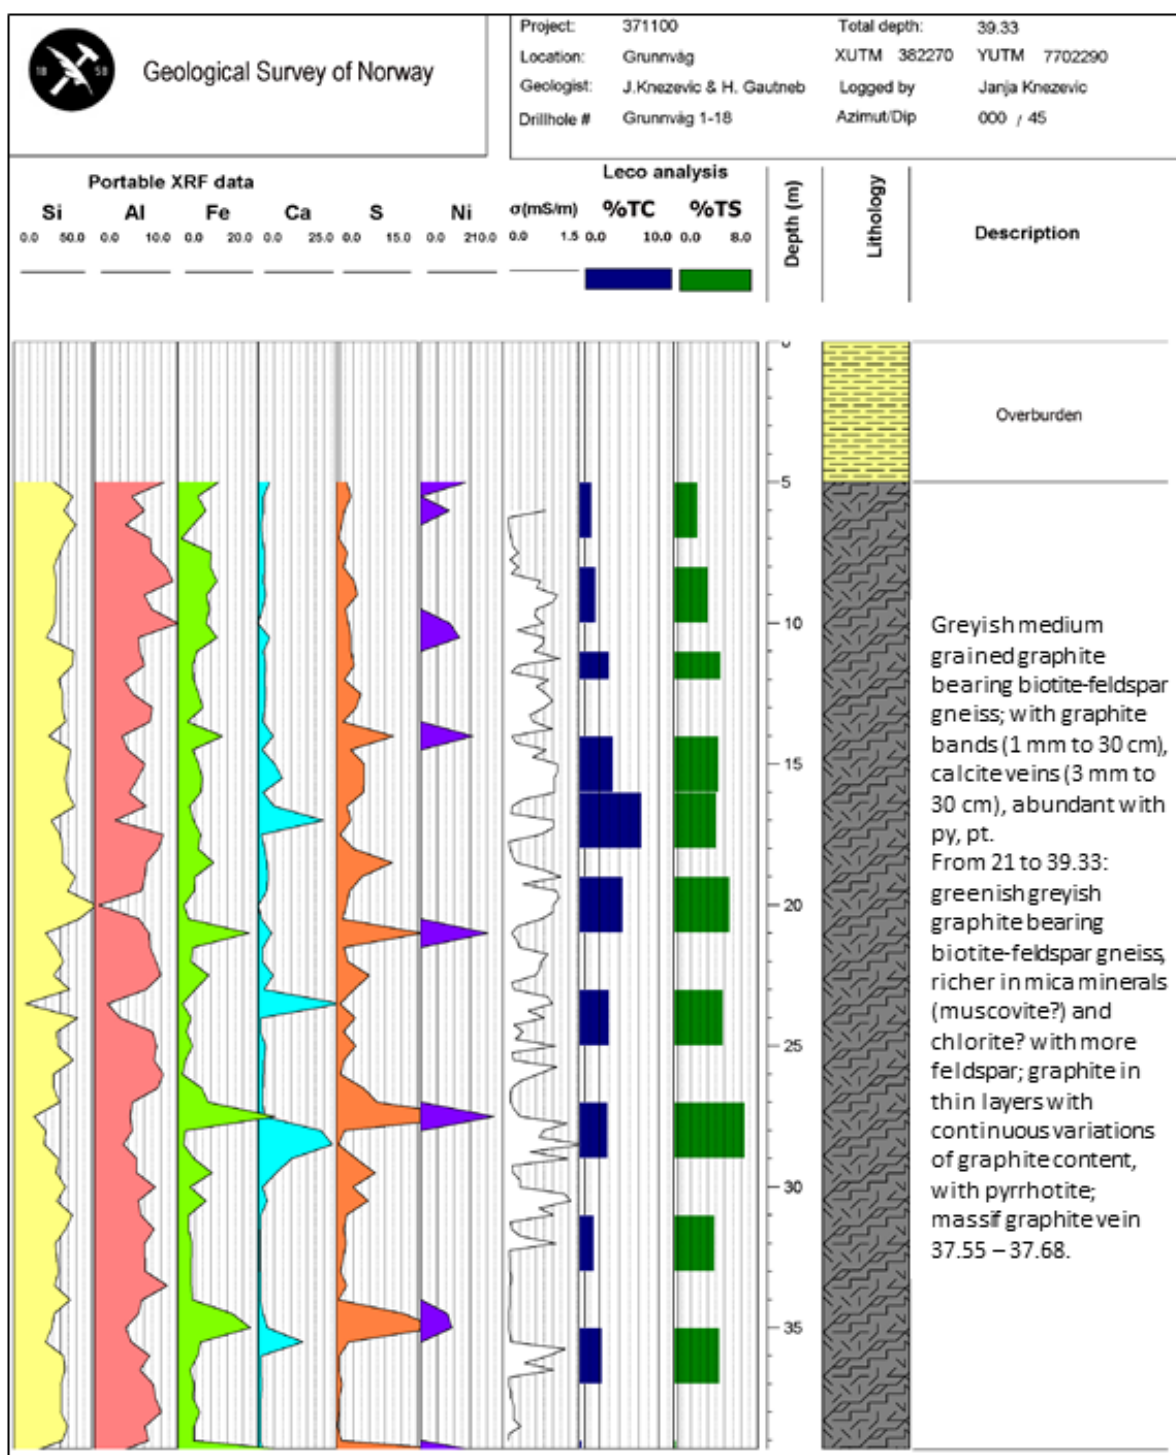 Geological Survey of Norway
18 58
Project: 371100 Total depth: 39.33
Location: Grunnvåg XUTM 382270 YUTM 7702290
Geologist: J.Knezevic & H. Gautneb Logged by Janja Knezevic
Drillhole # Grunnvåg 1-18 Azimut/Dip 000 / 45
Portable XRF data
Leco analysis
Si Al Fe Ca S Ni σ(mS/m) %TC %TS
0.0 50.0 0.0 10.0 0.0 20.0 0.0 25.0 0.0 15.0 0.0 210.0 0.0 1.5 0.0 10.0 0.0 8.0
Depth (m)
Lithology
Description
0
5
10
15
20
25
30
35
Overburden
Greyish medium
grained graphite
bearing biotite-feldspar
gneiss; with graphite
bands (1 mm to 30 cm),
calcite veins (3 mm to
30 cm), abundant with
py, pt.
From 21 to 39.33:
greenish greyish
graphite bearing
biotite-feldspar gneiss,
richer in mica minerals
(muscovite?) and
chlorite? with more
feldspar; graphite in
thin layers with
continuous variations
of graphite content,
with pyrrhotite;
massif graphite vein
37.55 – 37.68.